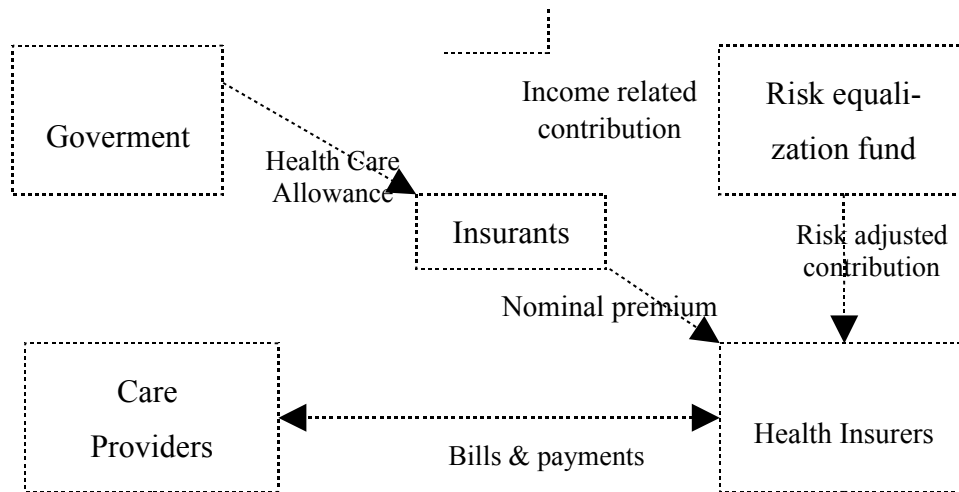 Goverment
Income related
contribution
Risk equali-
zation fund
Health Care
Allowance
Insurants
Risk adjusted
contribution
Nominal premium
Care
Providers
Health Insurers
Bills & payments